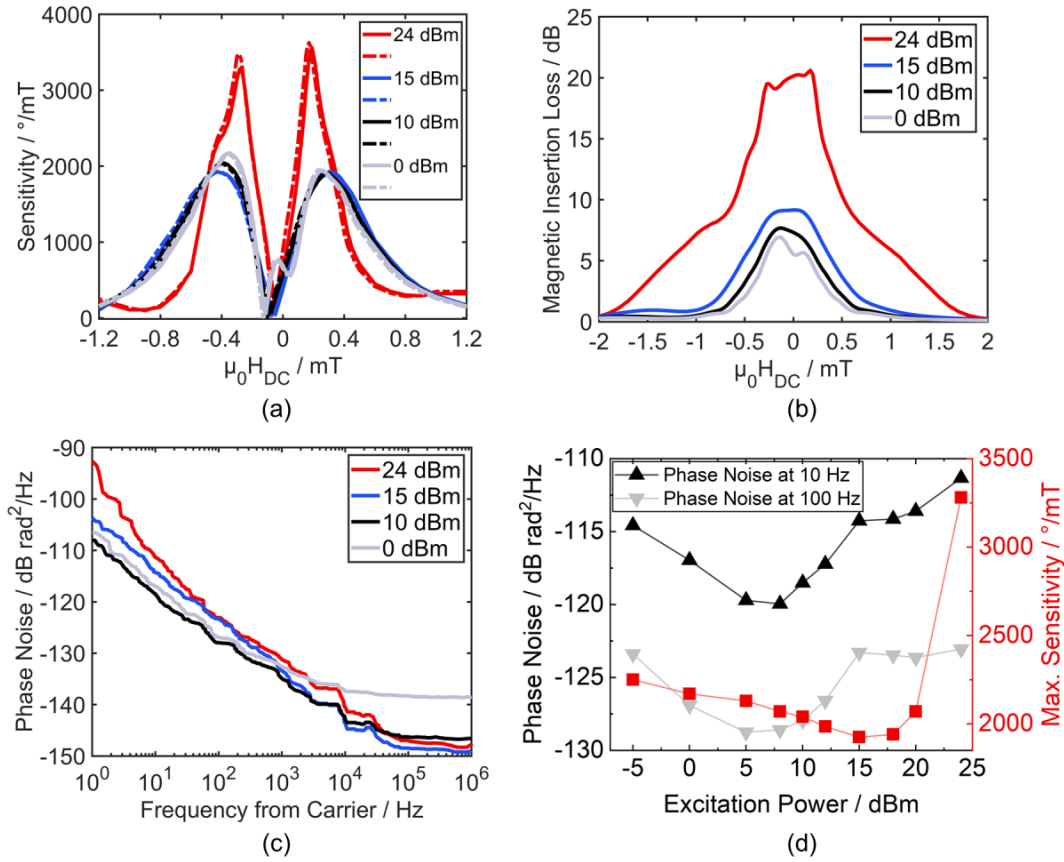 4000
3000
2000
1000
0
-1.2
-0.8
-0.4
0
0.4
0.8
1.2
Sensitivity / °/mT
μ0HDC / mT
24 dBm
15 dBm
10 dBm
0 dBm
(a)
25
20
15
10
5
0
-2
-1.5
-1
-0.5
0
0.5
1
1.5
2
Magnetic Insertion Loss / dB
μ0HDC / mT
24 dBm
15 dBm
10 dBm
0 dBm
(b)
-90
-100
-110
-120
-130
-140
-150
10^0
10^1
10^2
10^3
10^4
10^5
10^6
Phase Noise / dB rad²/Hz
Frequency from Carrier / Hz
24 dBm
15 dBm
10 dBm
0 dBm
(c)
-110
-115
-120
-125
-130
-5
0
5
10
15
20
25
3500
3000
2500
2000
Phase Noise / dB rad²/Hz
Max. Sensitivity / °/mT
Excitation Power / dBm
Phase Noise at 10 Hz
Phase Noise at 100 Hz
(d)